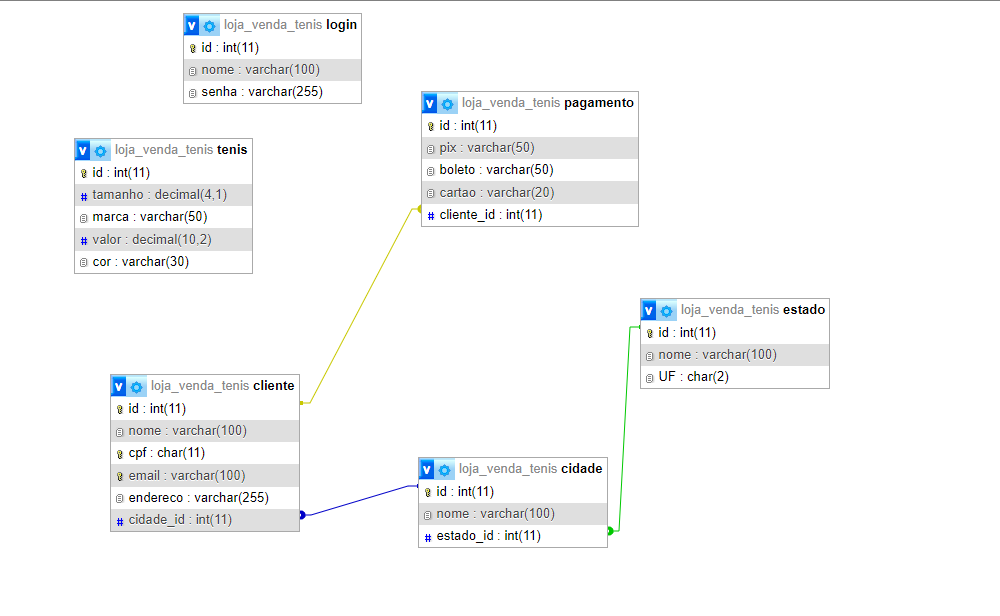 loja_venda_tenis login
id : int(11)
nome : varchar(100)
senha : varchar(255)
loja_venda_tenis pagamento
id : int(11)
pix : varchar(50)
boleto : varchar(50)
cartao : varchar(20)
# cliente_id : int(11)
loja_venda_tenis tenis
id : int(11)
# tamanho : decimal(4,1)
marca : varchar(50)
# valor : decimal(10,2)
cor : varchar(30)
loja_venda_tenis estado
id : int(11)
nome : varchar(100)
UF : char(2)
loja_venda_tenis cliente
id : int(11)
nome : varchar(100)
cpf : char(11)
email : varchar(100)
endereco : varchar(255)
# cidade_id : int(11)
loja_venda_tenis cidade
id : int(11)
nome : varchar(100)
# estado_id : int(11)